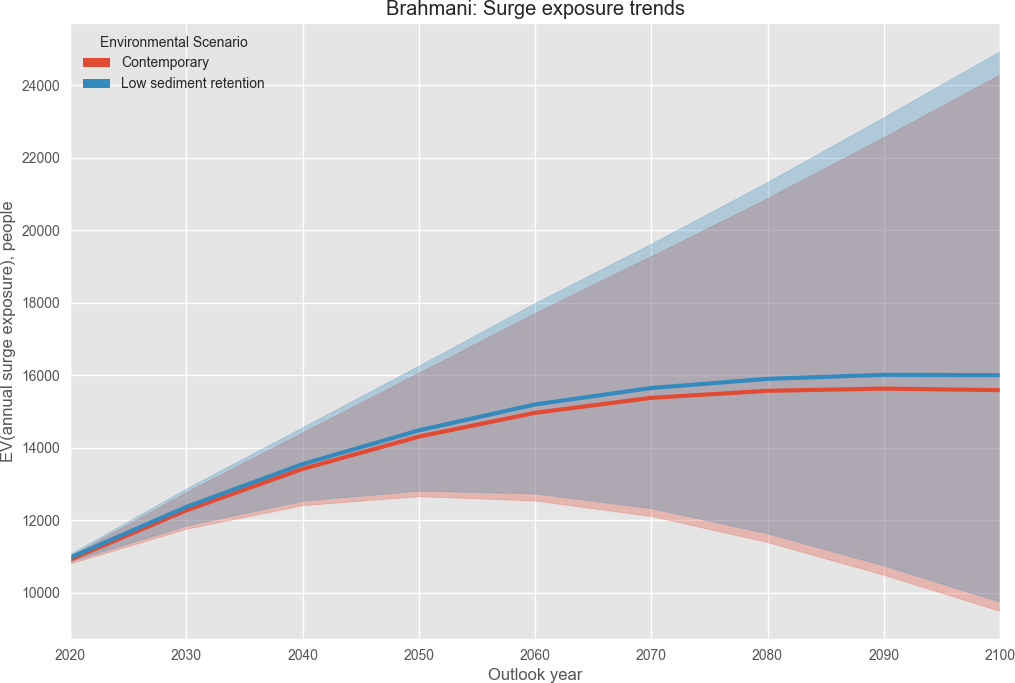 Brahmani: Surge exposure trends
Environmental Scenario
Contemporary
Low sediment retention
EV(annual surge exposure), people
24000
22000
20000
18000
16000
14000
12000
10000
2020 2030 2040 2050 2060 2070 2080 2090 2100
Outlook year